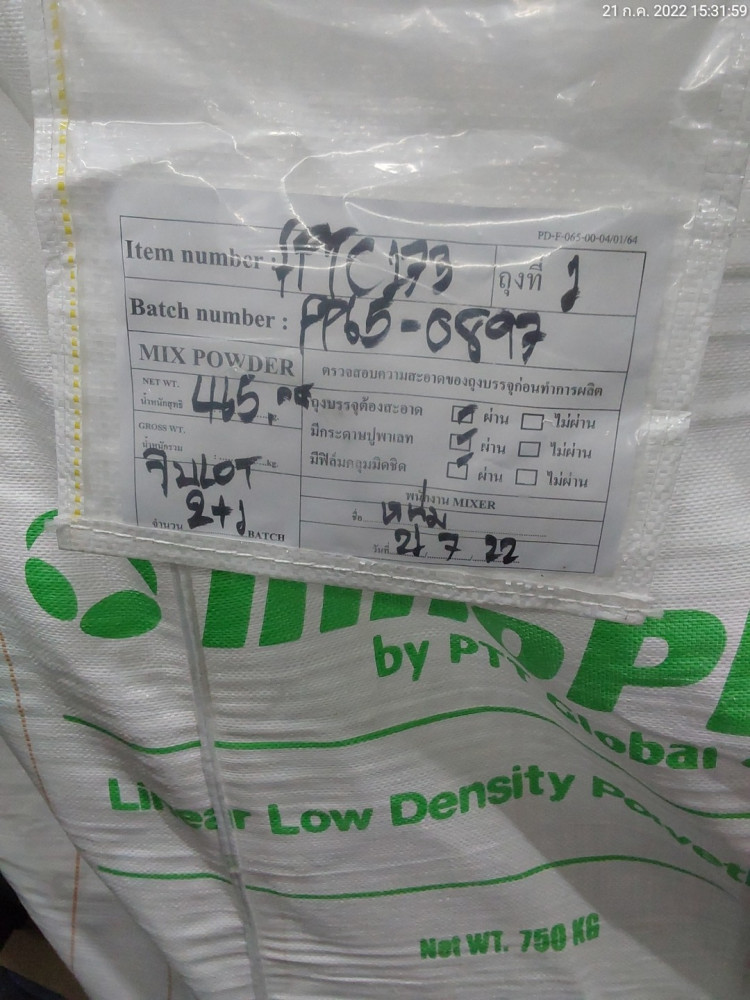 21 ก.ค. 2022 15:31:59
PD-F-065-00-04/01/64
Item number :
ถุงที่ 1
Batch number : PP65-0897
MIX POWDER
ตรวจสอบความสะอาดของถุงบรรจุก่อนทำการผลิต
NET WT.
น้ำหนักสุทธิ 465
ถุงบรรจุต้องสะอาด ผ่าน ไม่ผ่าน
มีกระดาษปูพาเลท ผ่าน ไม่ผ่าน
มีฟิล์มคลุมมิดชิด ผ่าน ไม่ผ่าน
GROSS WT.
น้ำหนักรวม kg.
LOT
จำนวน 2+1 BATCH
พนักงาน MIXER
ชื่อ หนุ่ม
วันที่ 21 / 7 / 22
by PTT Global
Linear Low Density
Net WT. 750 KG